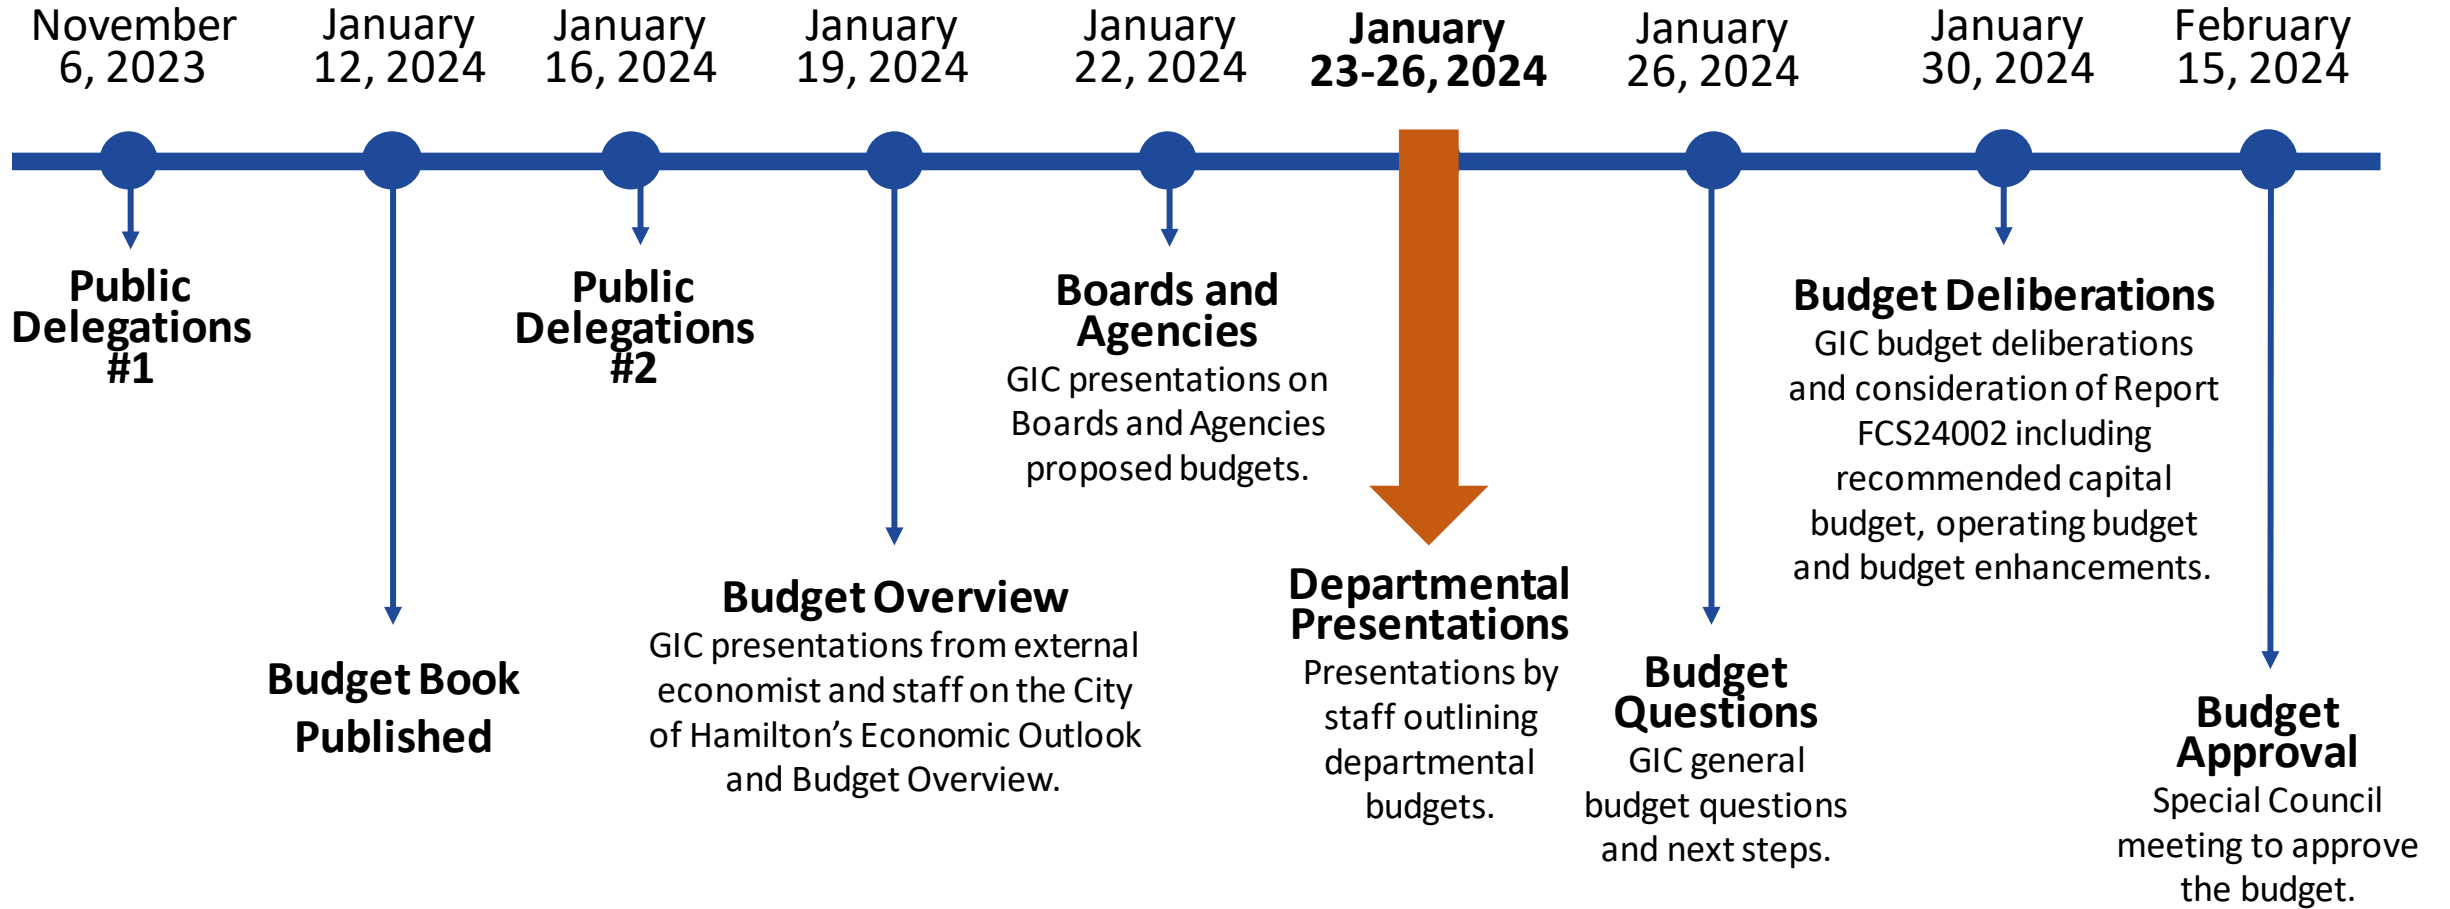 November
6, 2023
January
12, 2024
January
16, 2024
January
19, 2024
January
22, 2024
January
23-26, 2024
January
26, 2024
January
30, 2024
February
15, 2024
Public
Delegations
#1
Budget Book
Published
Public
Delegations
#2
Budget Overview
GIC presentations from external
economist and staff on the City
of Hamilton’s Economic Outlook
and Budget Overview.
Boards and
Agencies
GIC presentations on
Boards and Agencies
proposed budgets.
Departmental
Presentations
Presentations by
staff outlining
departmental
budgets.
Budget
Questions
GIC general
budget questions
and next steps.
Budget Deliberations
GIC budget deliberations
and consideration of Report
FCS24002 including
recommended capital
budget, operating budget
and budget enhancements.
Budget
Approval
Special Council
meeting to approve
the budget.